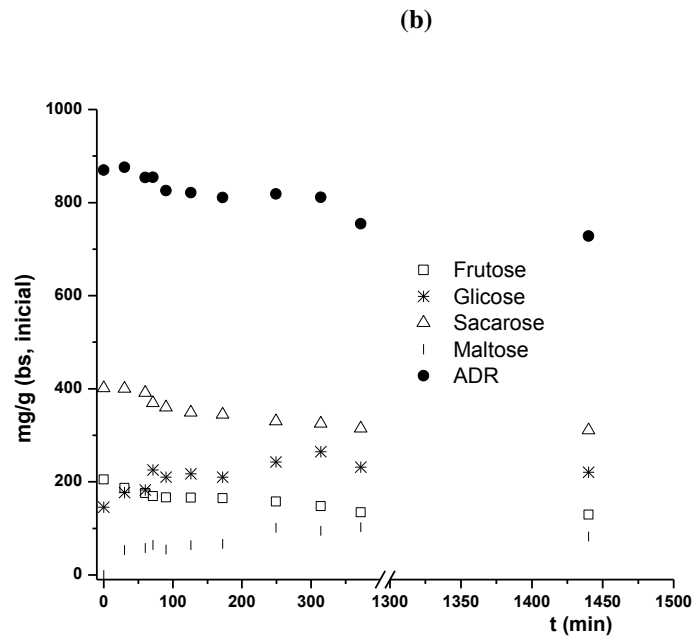 (b)
1000
800
600
400
200
0
mg/g (bs, inicial)
Frutose
Glicose
Sacarose
Maltose
ADR
0 100 200 300 1300 1350 1400 1450 1500
t (min)